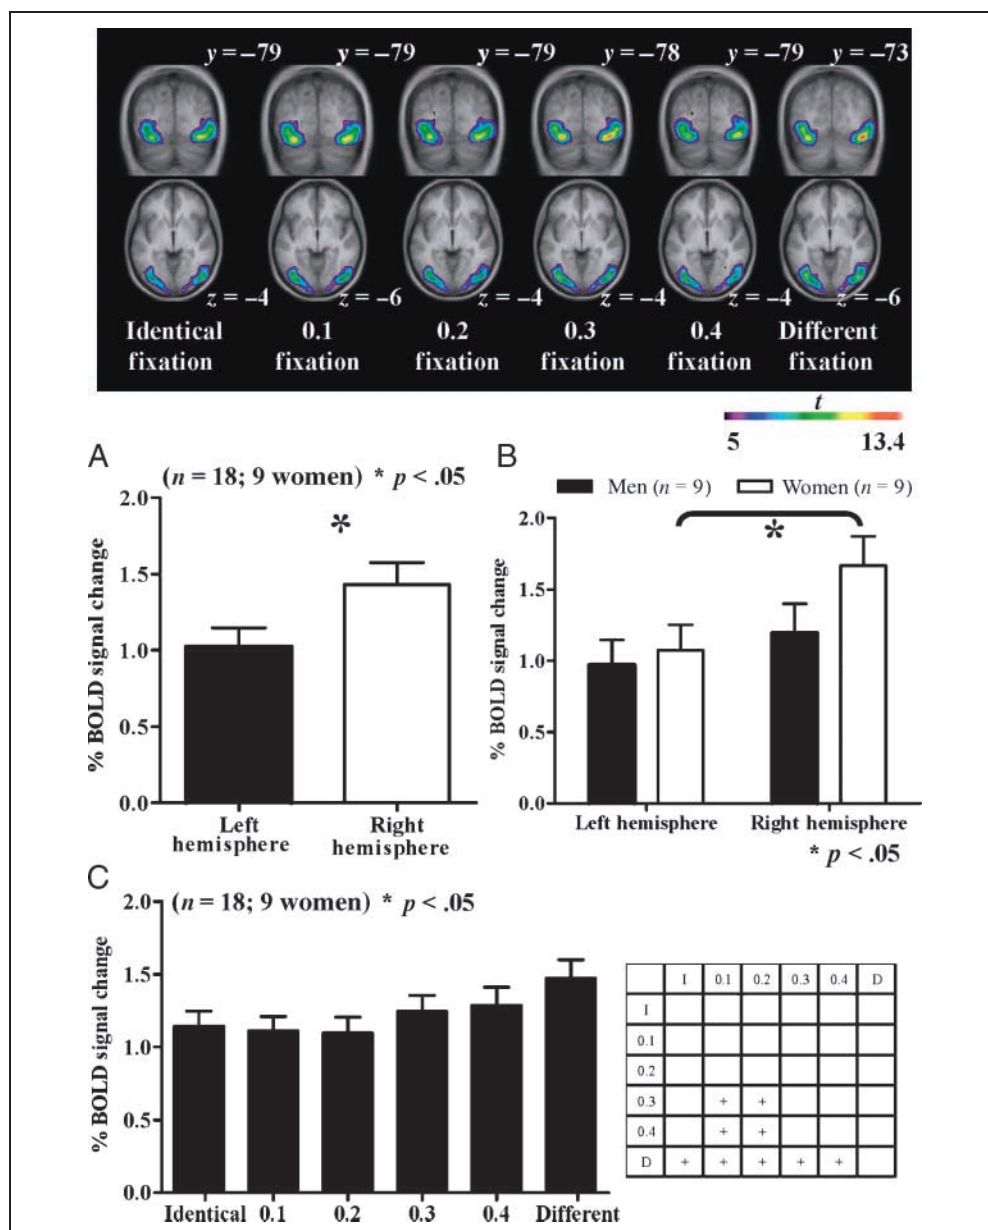 y = –79 y = –79 y = –79 y = –78 y = –79 y = –73
z = –4 z = –6 z = –4 z = –4 z = –4 z = –6
Identical 0.1 0.2 0.3 0.4 Different
fixation fixation fixation fixation fixation fixation
t
5 13.4
A
(n = 18; 9 women) * p < .05
% BOLD signal change
2.0
1.5
1.0
0.5
0.0
*
Left
hemisphere
Right
hemisphere
B
Men (n = 9) Women (n = 9)
% BOLD signal change
2.0
1.5
1.0
0.5
0.0
*
Left hemisphere Right hemisphere
* p < .05
C
(n = 18; 9 women) * p < .05
% BOLD signal change
2.0
1.5
1.0
0.5
0.0
Identical 0.1 0.2 0.3 0.4 Different
I 0.1 0.2 0.3 0.4 D
I
0.1
0.2
0.3 + +
0.4 + +
D + + + + +